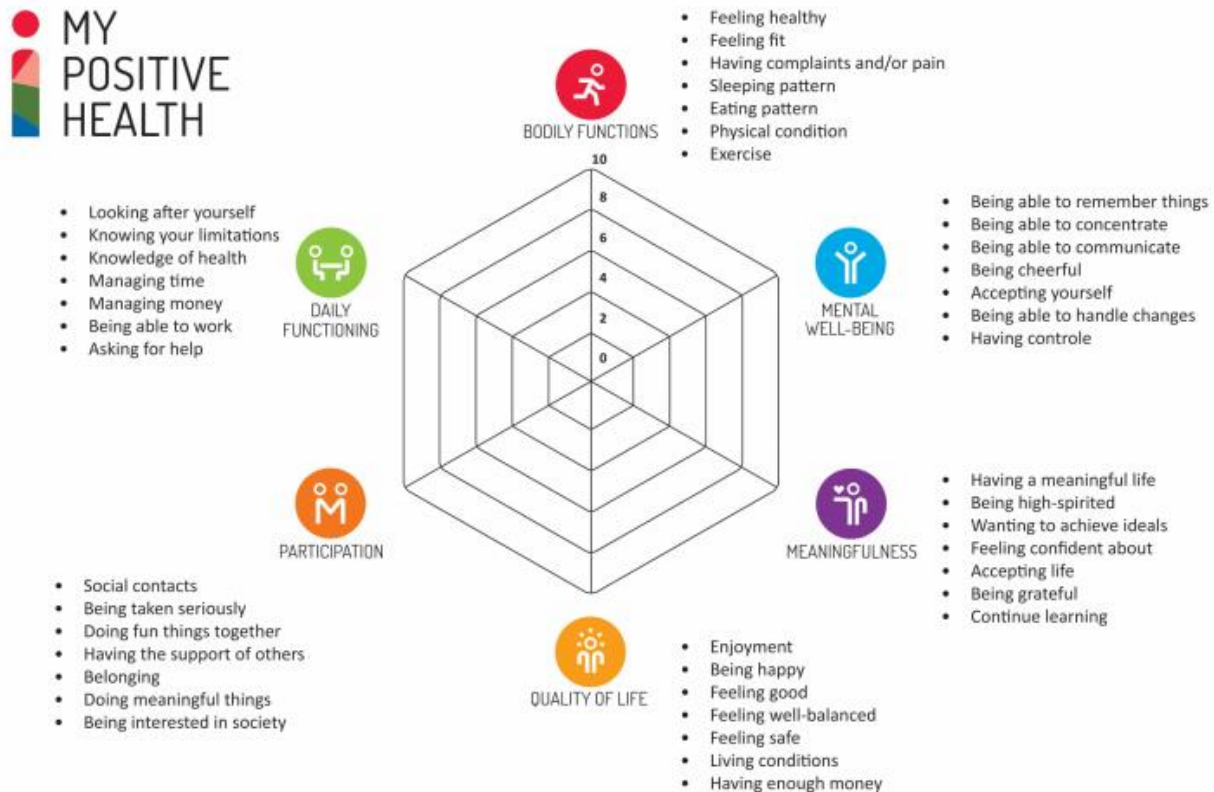 MY
POSITIVE
HEALTH
BODILY FUNCTIONS
• Feeling healthy
• Feeling fit
• Having complaints and/or pain
• Sleeping pattern
• Eating pattern
• Physical condition
• Exercise
10
8
6
4
2
0
MENTAL
WELL-BEING
• Being able to remember things
• Being able to concentrate
• Being able to communicate
• Being cheerful
• Accepting yourself
• Being able to handle changes
• Having controle
MEANINGFULNESS
• Having a meaningful life
• Being high-spirited
• Wanting to achieve ideals
• Feeling confident about
• Accepting life
• Being grateful
• Continue learning
QUALITY OF LIFE
• Enjoyment
• Being happy
• Feeling good
• Feeling well-balanced
• Feeling safe
• Living conditions
• Having enough money
PARTICIPATION
• Social contacts
• Being taken seriously
• Doing fun things together
• Having the support of others
• Belonging
• Doing meaningful things
• Being interested in society
DAILY
FUNCTIONING
• Looking after yourself
• Knowing your limitations
• Knowledge of health
• Managing time
• Managing money
• Being able to work
• Asking for help